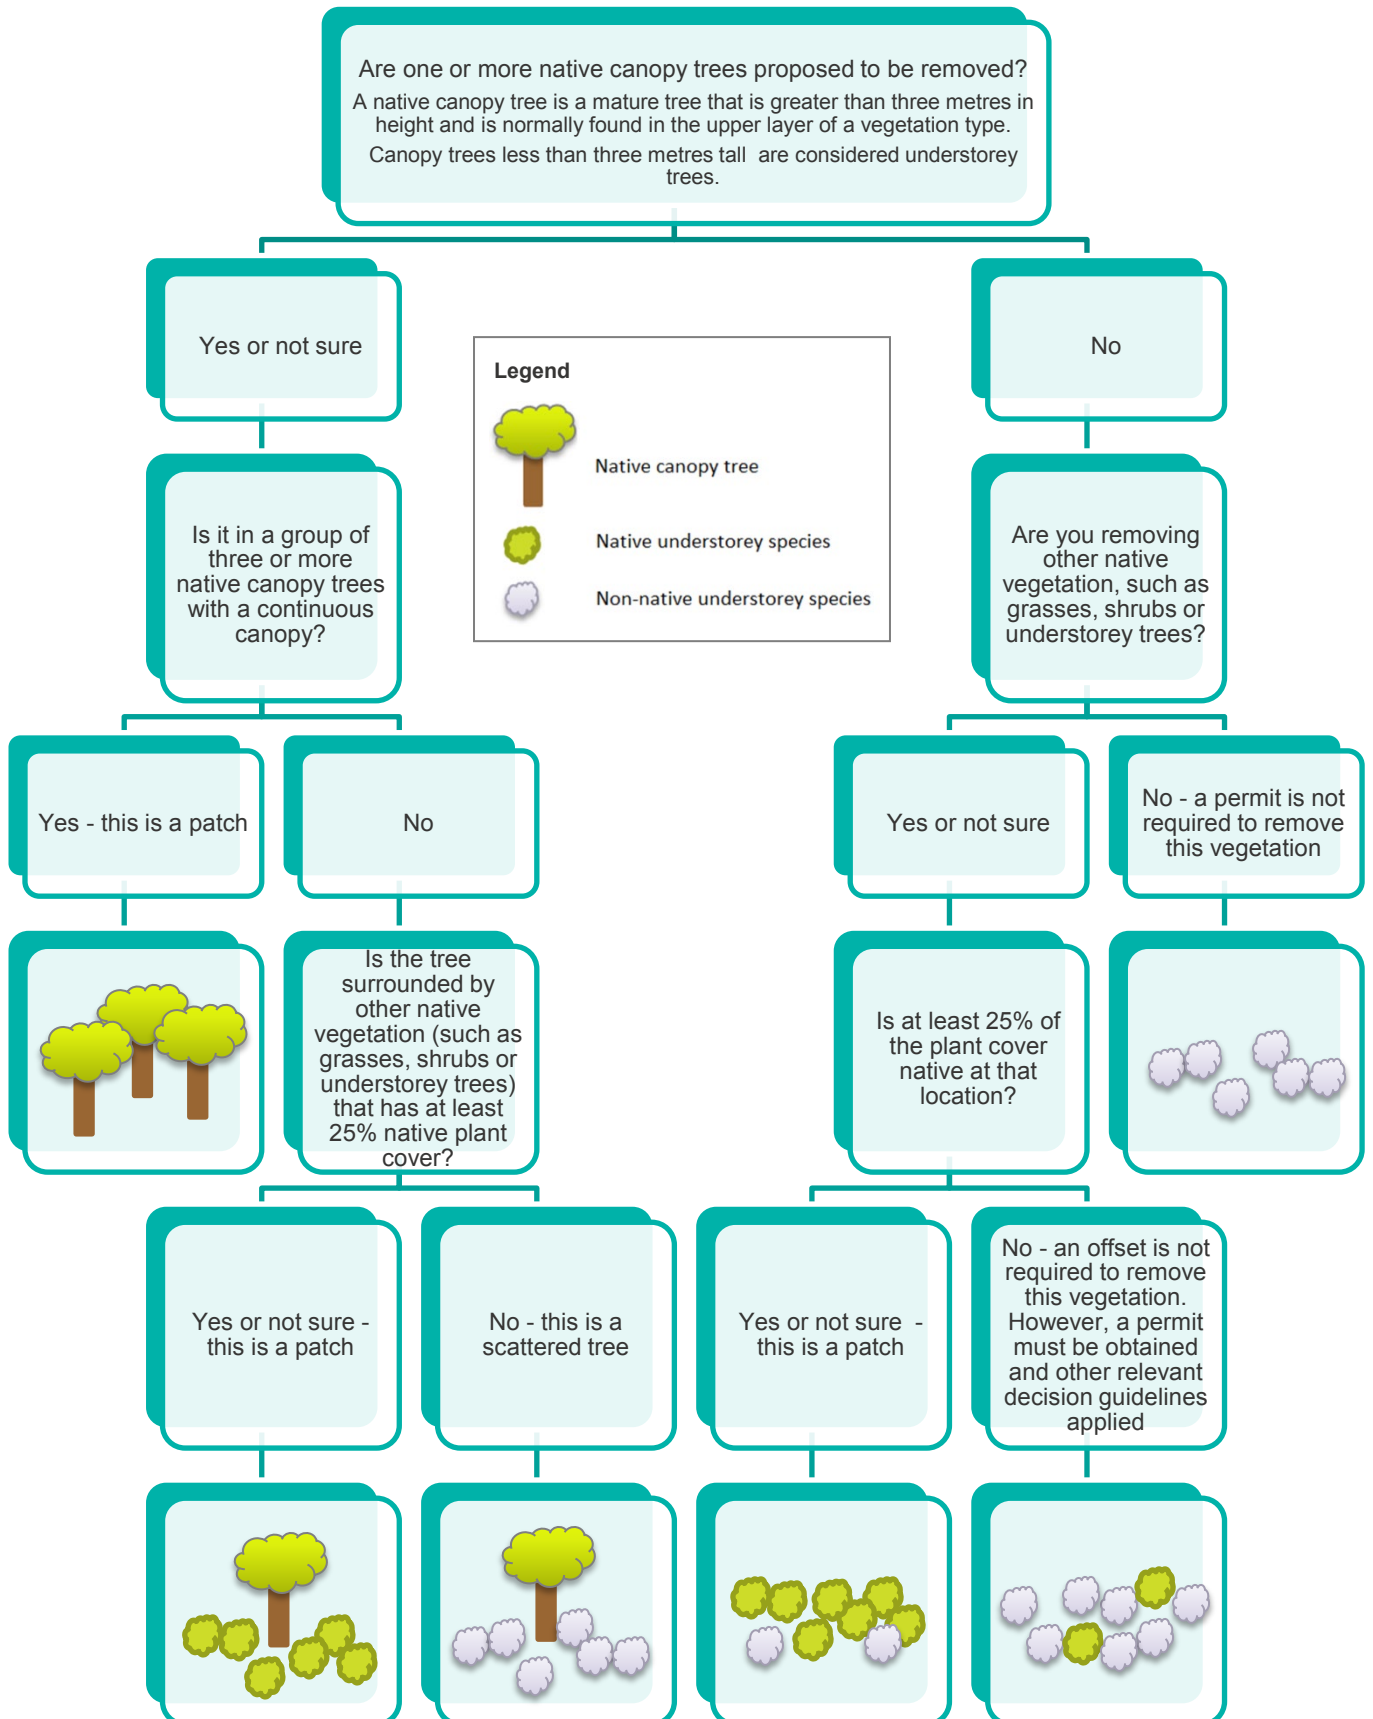 Are one or more native canopy trees proposed to be removed?
A native canopy tree is a mature tree that is greater than three metres in
height and is normally found in the upper layer of a vegetation type.
Canopy trees less than three metres tall are considered understorey
trees.
Yes or not sure
No
Legend
Native canopy tree
Native understorey species
Non-native understorey species
Is it in a group of
three or more
native canopy trees
with a continuous
canopy?
Are you removing
other native
vegetation, such as
grasses, shrubs or
understorey trees?
Yes - this is a patch
No
Yes or not sure
No - a permit is not
required to remove
this vegetation
Is the tree
surrounded by
other native
vegetation (such as
grasses, shrubs or
understorey trees)
that has at least
25% native plant
cover?
Is at least 25% of
the plant cover
native at that
location?
Yes or not sure -
this is a patch
No - this is a
scattered tree
Yes or not sure -
this is a patch
No - an offset is not
required to remove
this vegetation.
However, a permit
must be obtained
and other relevant
decision guidelines
applied